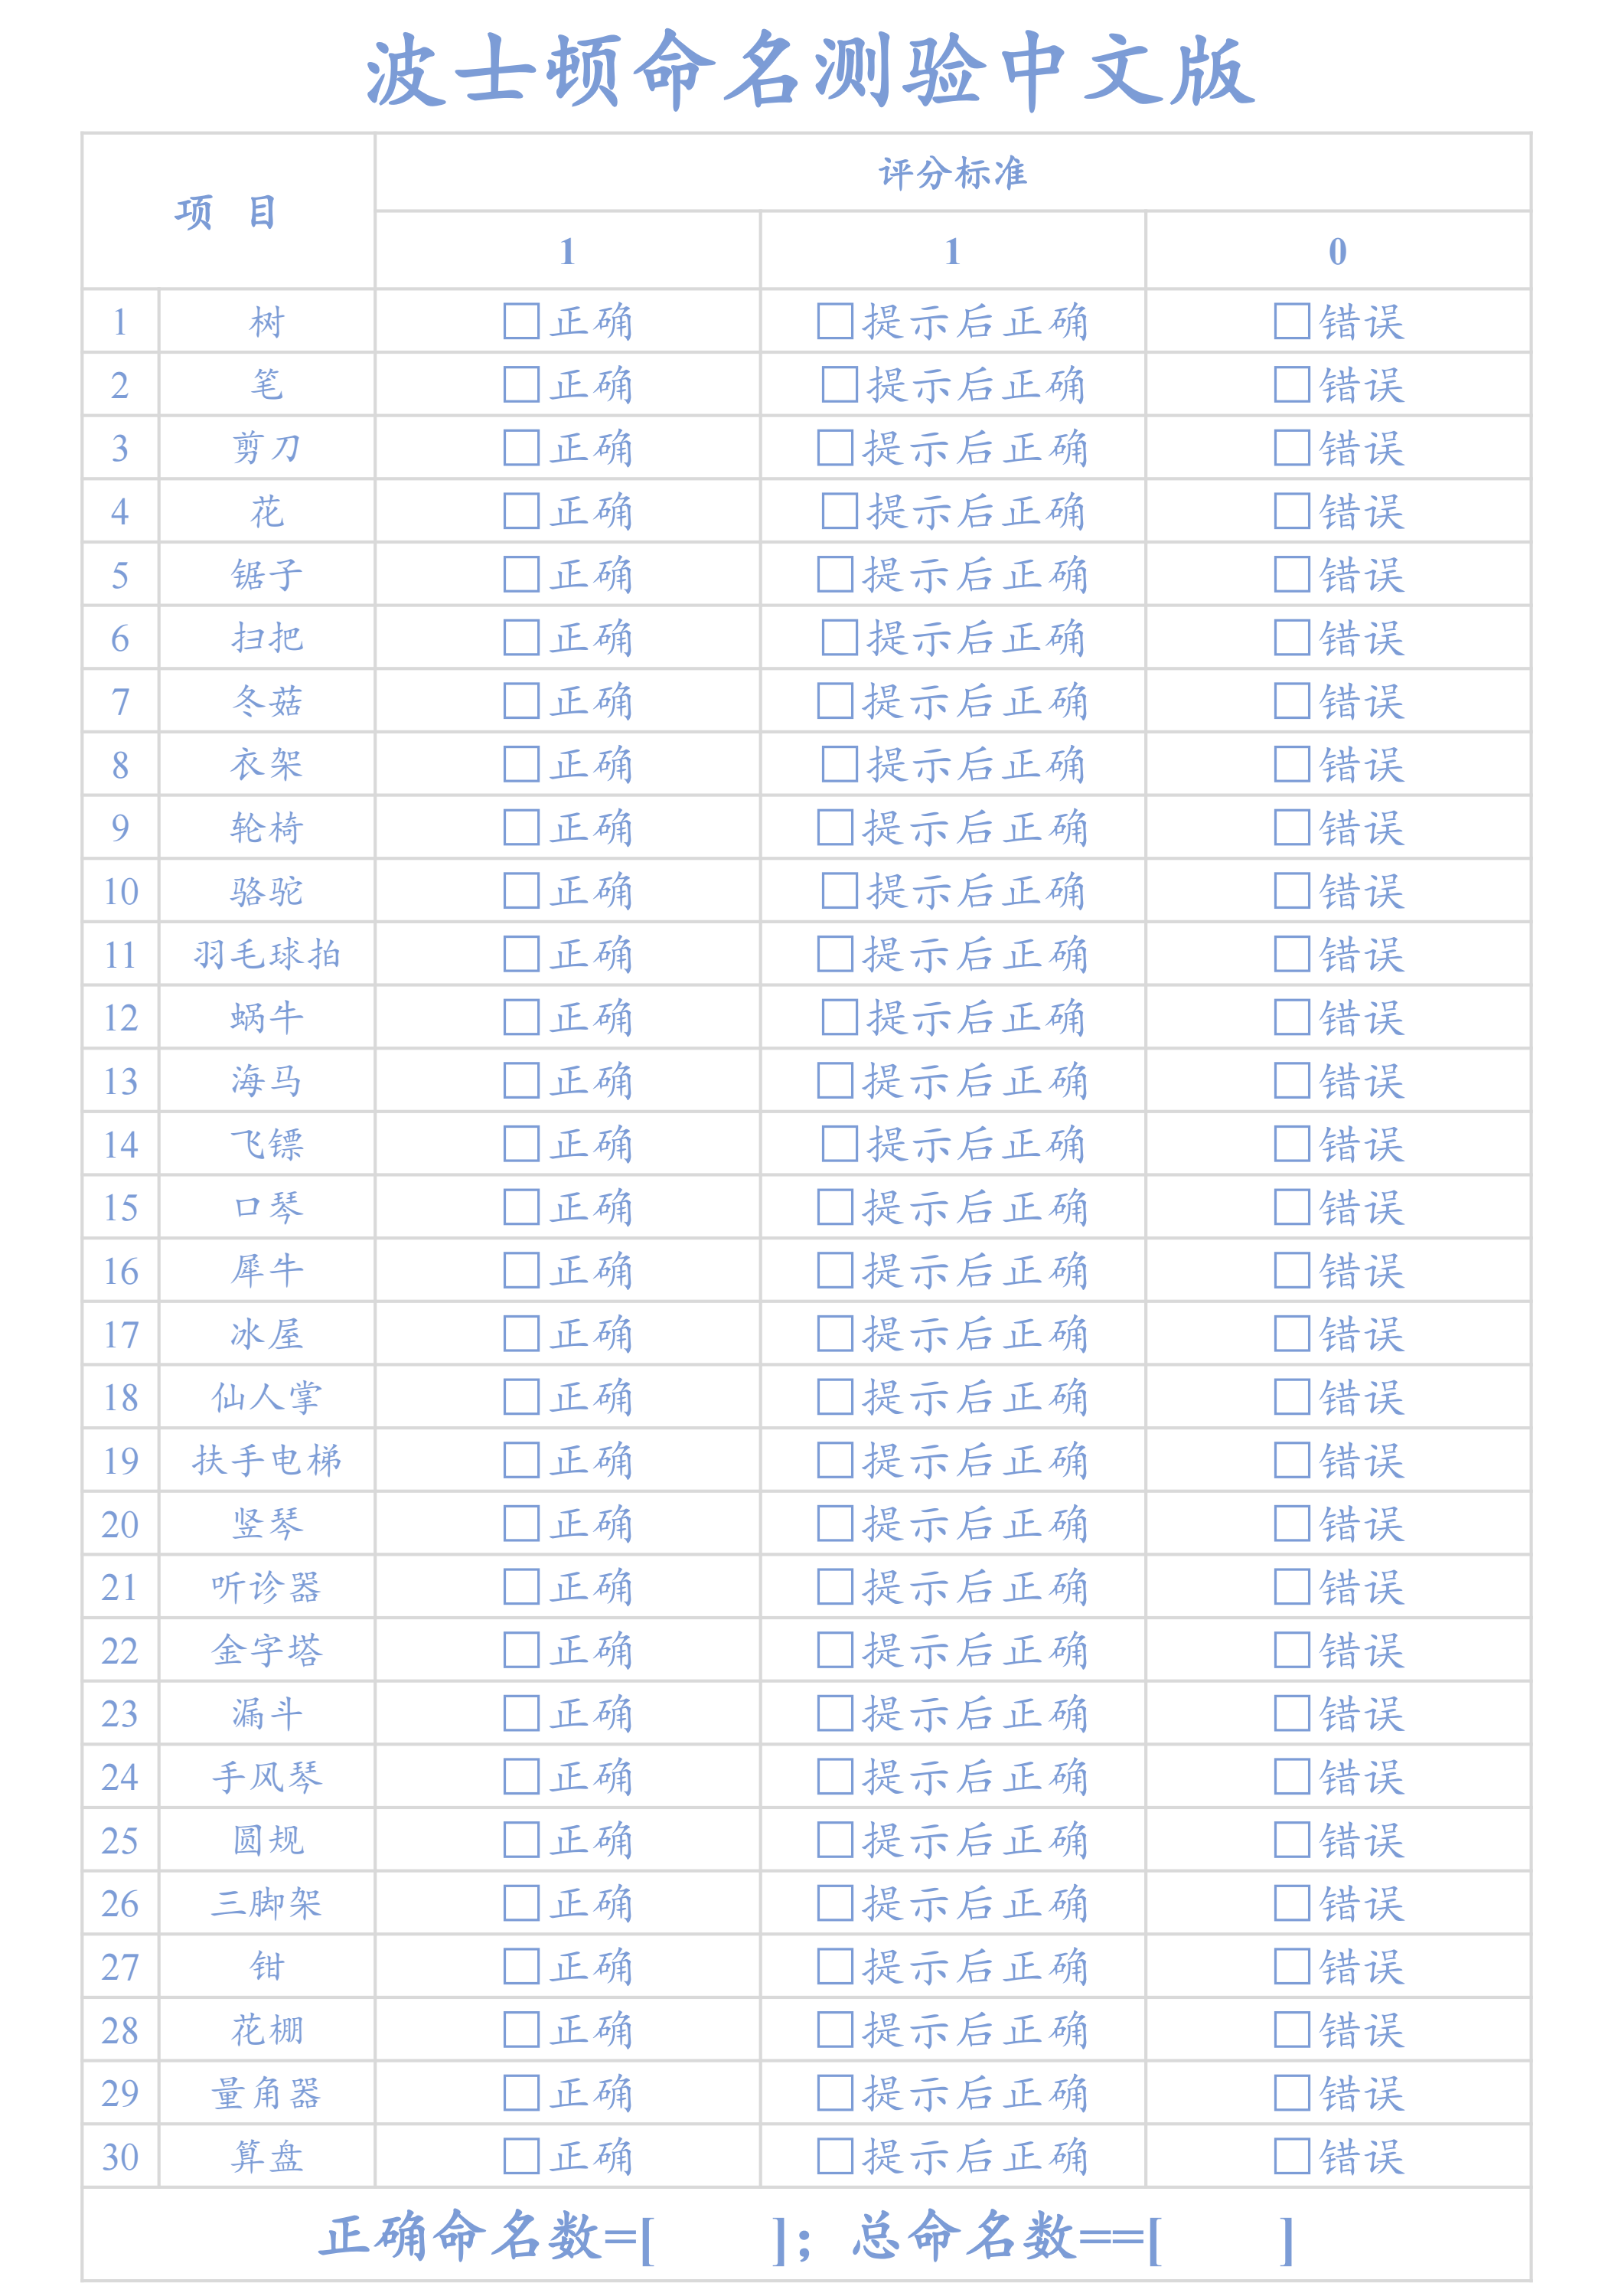 波士顿命名测验中文版
项 目 评分标准
1 1 0
1 树 □正确 □提示后正确 □错误
2 笔 □正确 □提示后正确 □错误
3 剪刀 □正确 □提示后正确 □错误
4 花 □正确 □提示后正确 □错误
5 锯子 □正确 □提示后正确 □错误
6 扫把 □正确 □提示后正确 □错误
7 冬菇 □正确 □提示后正确 □错误
8 衣架 □正确 □提示后正确 □错误
9 轮椅 □正确 □提示后正确 □错误
10 骆驼 □正确 □提示后正确 □错误
11 羽毛球拍 □正确 □提示后正确 □错误
12 蜗牛 □正确 □提示后正确 □错误
13 海马 □正确 □提示后正确 □错误
14 飞镖 □正确 □提示后正确 □错误
15 口琴 □正确 □提示后正确 □错误
16 犀牛 □正确 □提示后正确 □错误
17 冰屋 □正确 □提示后正确 □错误
18 仙人掌 □正确 □提示后正确 □错误
19 扶手电梯 □正确 □提示后正确 □错误
20 竖琴 □正确 □提示后正确 □错误
21 听诊器 □正确 □提示后正确 □错误
22 金字塔 □正确 □提示后正确 □错误
23 漏斗 □正确 □提示后正确 □错误
24 手风琴 □正确 □提示后正确 □错误
25 圆规 □正确 □提示后正确 □错误
26 三脚架 □正确 □提示后正确 □错误
27 钳 □正确 □提示后正确 □错误
28 花棚 □正确 □提示后正确 □错误
29 量角器 □正确 □提示后正确 □错误
30 算盘 □正确 □提示后正确 □错误
正确命名数=[ ]；总命名数==[ ]